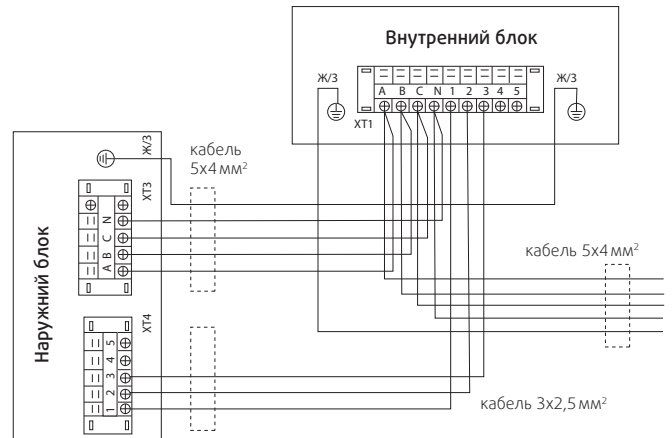 Внутренний блок
Ж/З
Ж/З
A B C N 1 2 3 4 5
XT1
Наружний блок
Ж/З
кабель
5х4 мм²
XT3
N
C
B
A
кабель 5х4 мм²
XT4
5
4
3
2
1
кабель 3х2,5 мм²